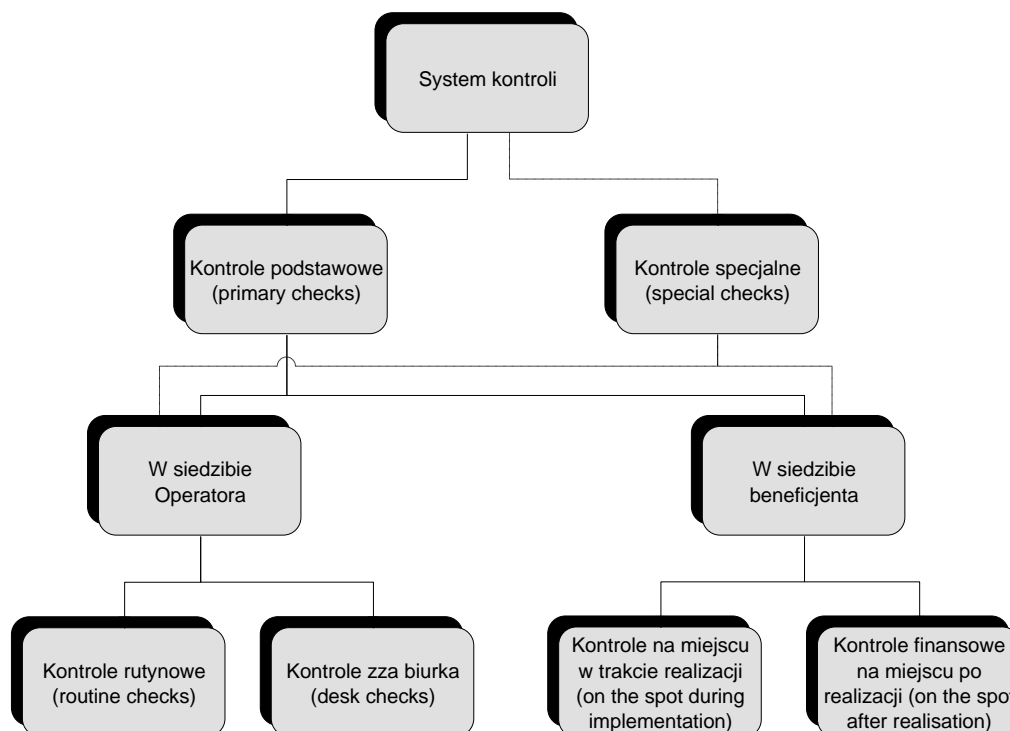 System kontroli
Kontrole podstawowe
(primary checks)
Kontrole specjalne
(special checks)
W siedzibie
Operatora
W siedzibie
beneficjenta
Kontrole rutynowe
(routine checks)
Kontrole zza biurka
(desk checks)
Kontrole na miejscu
w trakcie realizacji
(on the spot during
implementation)
Kontrole finansowe
na miejscu po
realizacji (on the spot
after realisation)